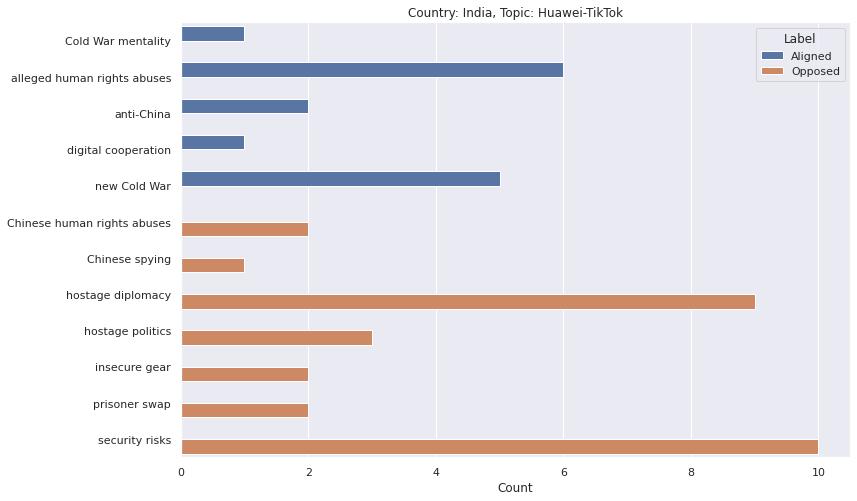 Country: India, Topic: Huawei-TikTok
Label
Aligned
Opposed
Cold War mentality
alleged human rights abuses
anti-China
digital cooperation
new Cold War
Chinese human rights abuses
Chinese spying
hostage diplomacy
hostage politics
insecure gear
prisoner swap
security risks
0 2 4 6 8 10
Count